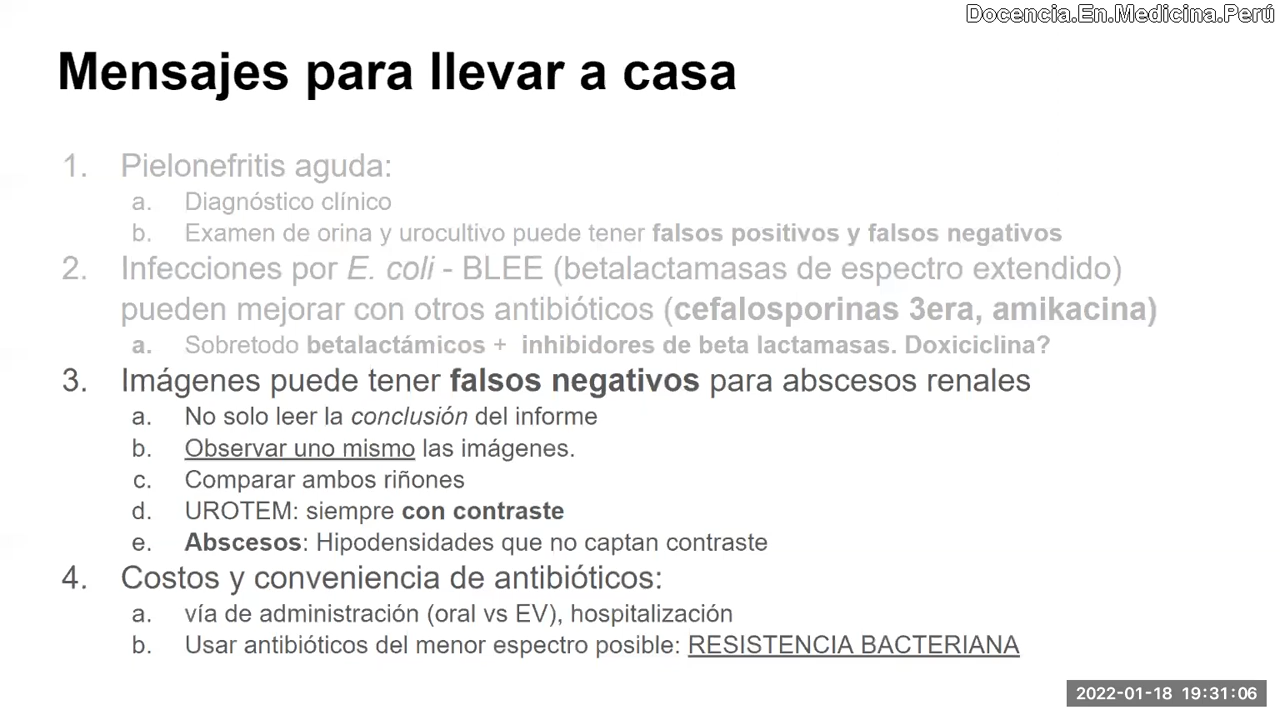 Docencia.En.Medicina.Perú
Mensajes para llevar a casa
1. Pielonefritis aguda:
a. Diagnóstico clínico
b. Examen de orina y urocultivo puede tener falsos positivos y falsos negativos
2. Infecciones por E. coli - BLEE (betalactamasas de espectro extendido)
pueden mejorar con otros antibióticos (cefalosporinas 3era, amikacina)
a. Sobretodo betalactámicos + inhibidores de beta lactamasas. Doxiciclina?
3. Imágenes puede tener falsos negativos para abscesos renales
a. No solo leer la conclusión del informe
b. Observar uno mismo las imágenes.
c. Comparar ambos riñones
d. UROTEM: siempre con contraste
e. Abscesos: Hipodensidades que no captan contraste
4. Costos y conveniencia de antibióticos:
a. vía de administración (oral vs EV), hospitalización
b. Usar antibióticos del menor espectro posible: RESISTENCIA BACTERIANA
2022-01-18 19:31:06